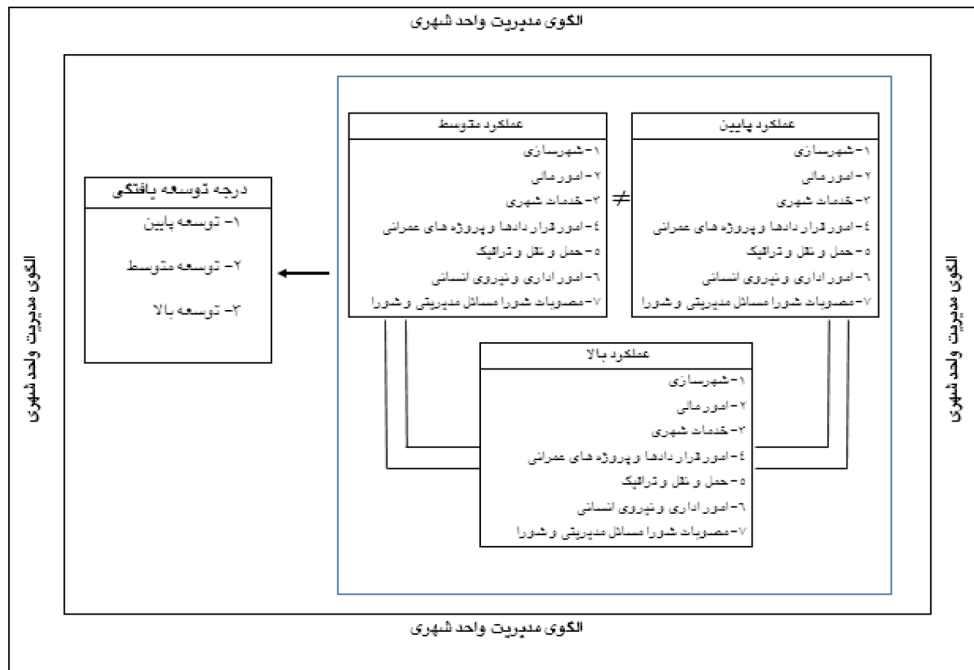 الگوی مدیریت واحد شهری
عملکرد پایین
۱-شهرسازی
۲-امور مالی
۳-خدمات شهری
۴-امور قرار دادها و پروژه های عمرانی
۵-حمل و نقل و ترافیک
۶-امور اداری و نیروی انسانی
۷-مصوبات شورا مسائل مدیریتی و شورا
≠
عملکرد متوسط
۱-شهرسازی
۲-امور مالی
۳-خدمات شهری
۴-امور قرار دادها و پروژه های عمرانی
۵-حمل و نقل و ترافیک
۶-امور اداری و نیروی انسانی
۷-مصوبات شورا مسائل مدیریتی و شورا
عملکرد بالا
۱-شهرسازی
۲-امور مالی
۳-خدمات شهری
۴-امور قرار دادها و پروژه های عمرانی
۵-حمل و نقل و ترافیک
۶-امور اداری و نیروی انسانی
۷-مصوبات شورا مسائل مدیریتی و شورا
درجه توسعه یافتگی
۱- توسعه پایین
۲- توسعه متوسط
۳- توسعه بالا
الگوی مدیریت واحد شهری
الگوی مدیریت واحد شهری
الگوی مدیریت واحد شهری